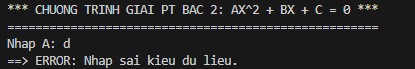 *** CHUONG TRINH GIAI PT BAC 2: AX^2 + BX + C = 0 ***
=====================================================
Nhap A: d
==> ERROR: Nhap sai kieu du lieu.